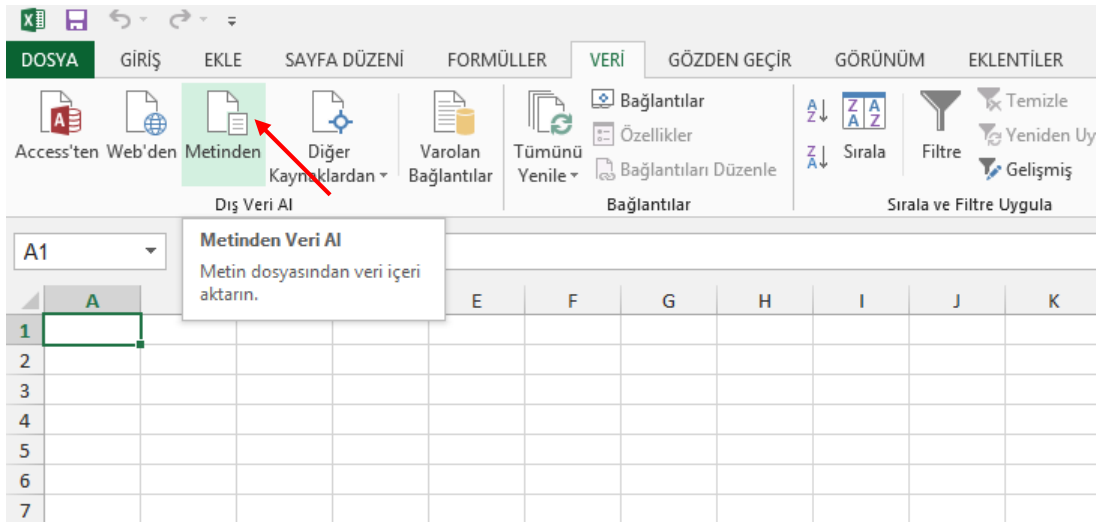 DOSYA GİRİŞ EKLE SAYFA DÜZENİ FORMÜLLER VERİ GÖZDEN GEÇİR GÖRÜNÜM EKLENTİLER
Access'ten Web'den Metinden Diğer Kaynaklardan Varolan Bağlantılar Tümünü Yenile
Bağlantılar
Özellikler
Bağlantıları Düzenle
Sırala Filtre
Temizle
Yeniden Uy
Gelişmiş
Dış Veri Al Bağlantılar Sırala ve Filtre Uygula
A1
Metinden Veri Al
Metin dosyasından veri içeri
aktarın.
A E F G H I J K
1
2
3
4
5
6
7